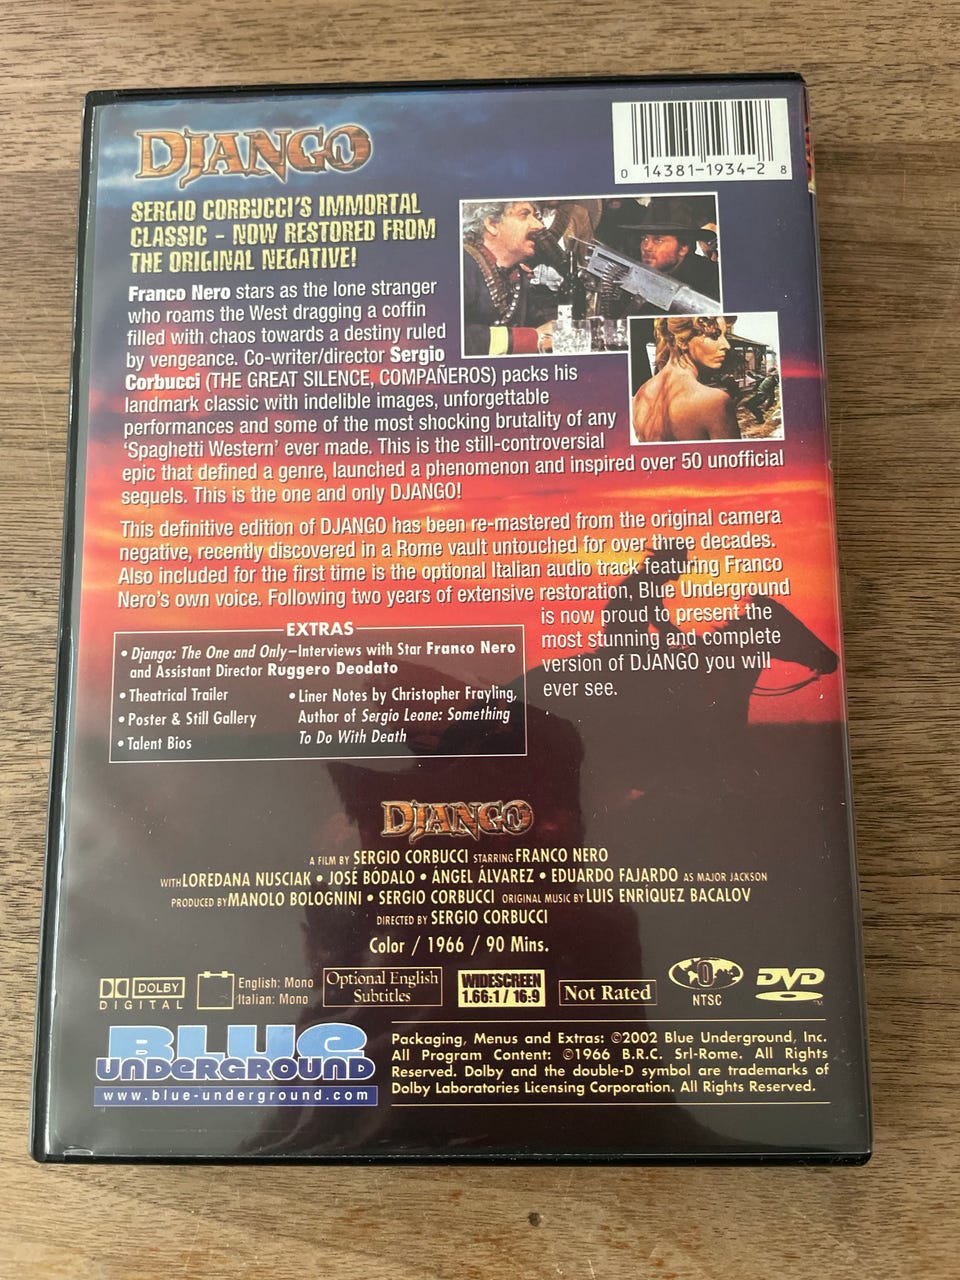 DJANGO
0 14381-1934-2 8
SERGIO CORBUCCI'S IMMORTAL
CLASSIC - NOW RESTORED FROM
THE ORIGINAL NEGATIVE!
Franco Nero stars as the lone stranger
who roams the West dragging a coffin
filled with chaos towards a destiny ruled
by vengeance. Co-writer/director Sergio
Corbucci (THE GREAT SILENCE, COMPAÑEROS) packs his
landmark classic with indelible images, unforgettable
performances and some of the most shocking brutality of any
'Spaghetti Western' ever made. This is the still-controversial
epic that defined a genre, launched a phenomenon and inspired over 50 unofficial
sequels. This is the one and only DJANGO!
This definitive edition of DJANGO has been re-mastered from the original camera
negative, recently discovered in a Rome vault untouched for over three decades.
Also included for the first time is the optional Italian audio track featuring Franco
Nero's own voice. Following two years of extensive restoration, Blue Underground
is now proud to present the
most stunning and complete
version of DJANGO you will
ever see.
EXTRAS
• Django: The One and Only–Interviews with Star Franco Nero
and Assistant Director Ruggero Deodato
• Theatrical Trailer
• Poster & Still Gallery
• Talent Bios
• Liner Notes by Christopher Frayling,
Author of Sergio Leone: Something
To Do With Death
DJANGO
A FILM BY SERGIO CORBUCCI STARRING FRANCO NERO
WITH LOREDANA NUSCIAK • JOSÉ BÓDALO • ÁNGEL ÁLVAREZ • EDUARDO FAJARDO AS MAJOR JACKSON
PRODUCED BY MANOLO BOLOGNINI • SERGIO CORBUCCI ORIGINAL MUSIC BY LUIS ENRÍQUEZ BACALOV
DIRECTED BY SERGIO CORBUCCI
Color / 1966 / 90 Mins.
DOLBY
DIGITAL
English: Mono
Italian: Mono
Optional English
Subtitles
WIDESCREEN
1.66:1 / 16:9
Not Rated
0
NTSC
DVD
TM
BLUE
UNDERGROUND
www.blue-underground.com
Packaging, Menus and Extras: ©2002 Blue Underground, Inc.
All Program Content: ©1966 B.R.C. Srl-Rome. All Rights
Reserved. Dolby and the double-D symbol are trademarks of
Dolby Laboratories Licensing Corporation. All Rights Reserved.